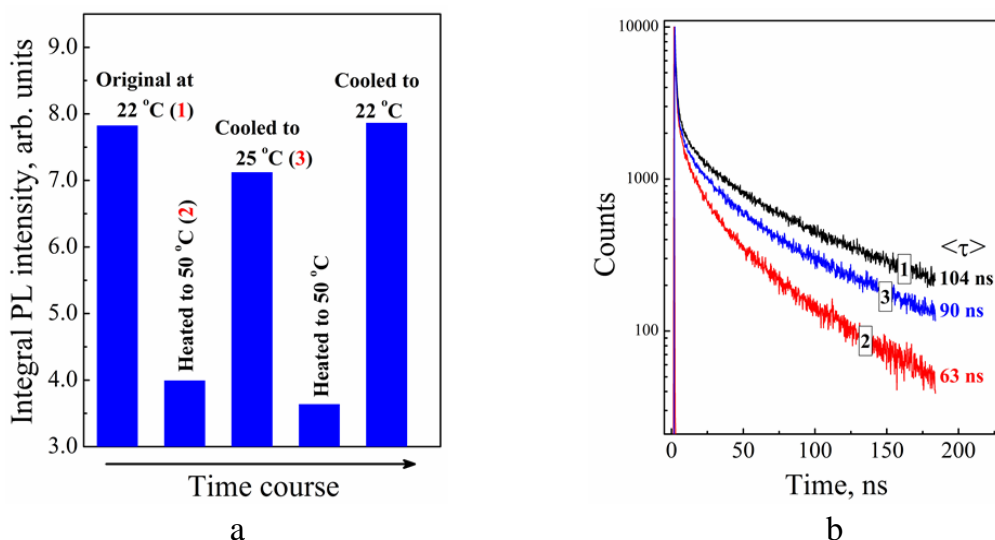 Integral PL intensity, arb. units
9.0
8.0
7.0
6.0
5.0
4.0
3.0
Original at
22 °C (1)
Heated to 50 °C (2)
Cooled to
25 °C (3)
Heated to 50 °C
Cooled to
22 °C
Time course
a
Counts
10000
1000
100
<τ>
1
104 ns
3
90 ns
2
63 ns
0
50
100
150
200
Time, ns
b